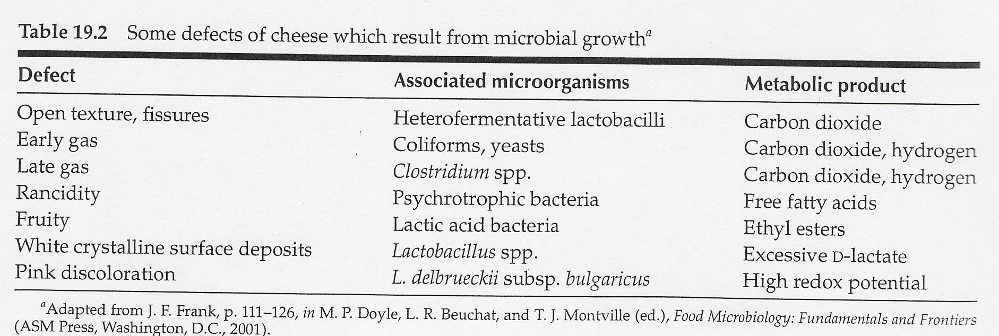 Table 19.2 Some defects of cheese which result from microbial growthᵃ
Defect Associated microorganisms Metabolic product
Open texture, fissures Heterofermentative lactobacilli Carbon dioxide
Early gas Coliforms, yeasts Carbon dioxide, hydrogen
Late gas Clostridium spp. Carbon dioxide, hydrogen
Rancidity Psychrotrophic bacteria Free fatty acids
Fruity Lactic acid bacteria Ethyl esters
White crystalline surface deposits Lactobacillus spp. Excessive D-lactate
Pink discoloration L. delbrueckii subsp. bulgaricus High redox potential
ᵃAdapted from J. F. Frank, p. 111–126, in M. P. Doyle, L. R. Beuchat, and T. J. Montville (ed.), Food Microbiology: Fundamentals and Frontiers
(ASM Press, Washington, D.C., 2001).